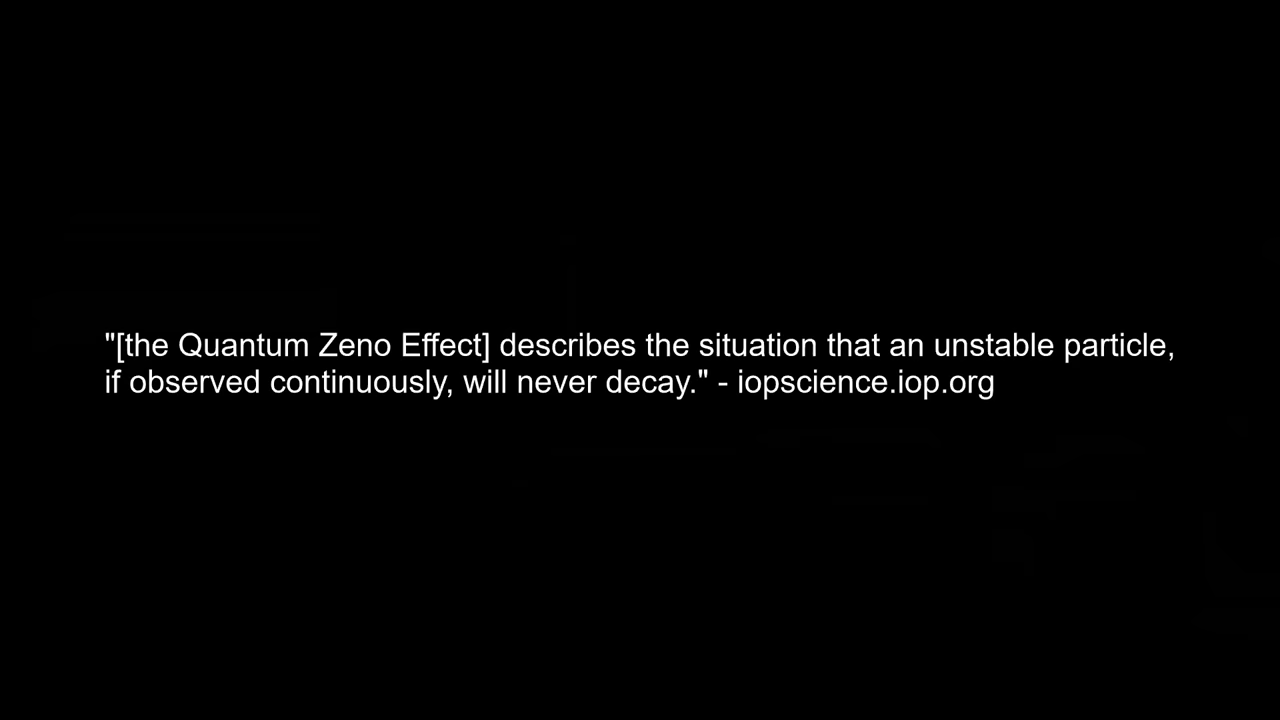 "[the Quantum Zeno Effect] describes the situation that an unstable particle,
if observed continuously, will never decay." - iopscience.iop.org